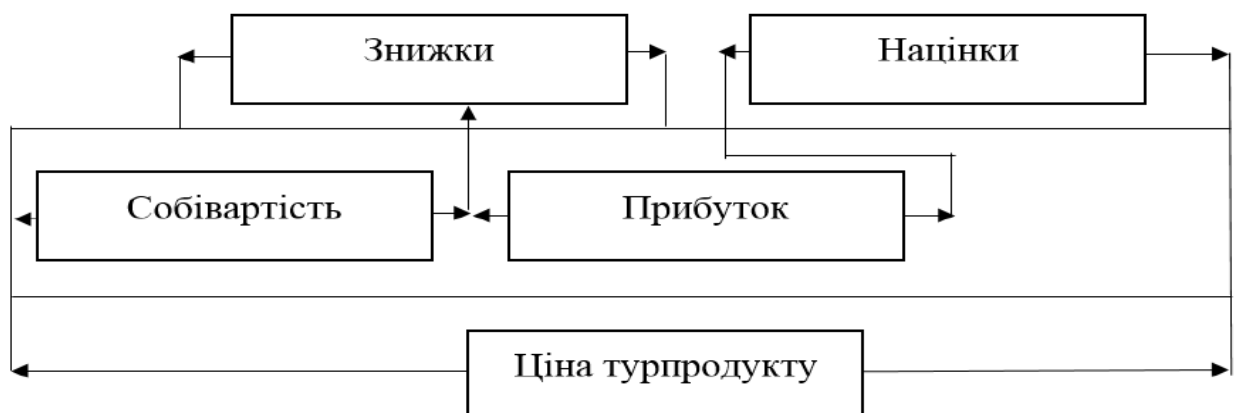 Знижки
Націнки
Собівартість
Прибуток
Ціна турпродукту